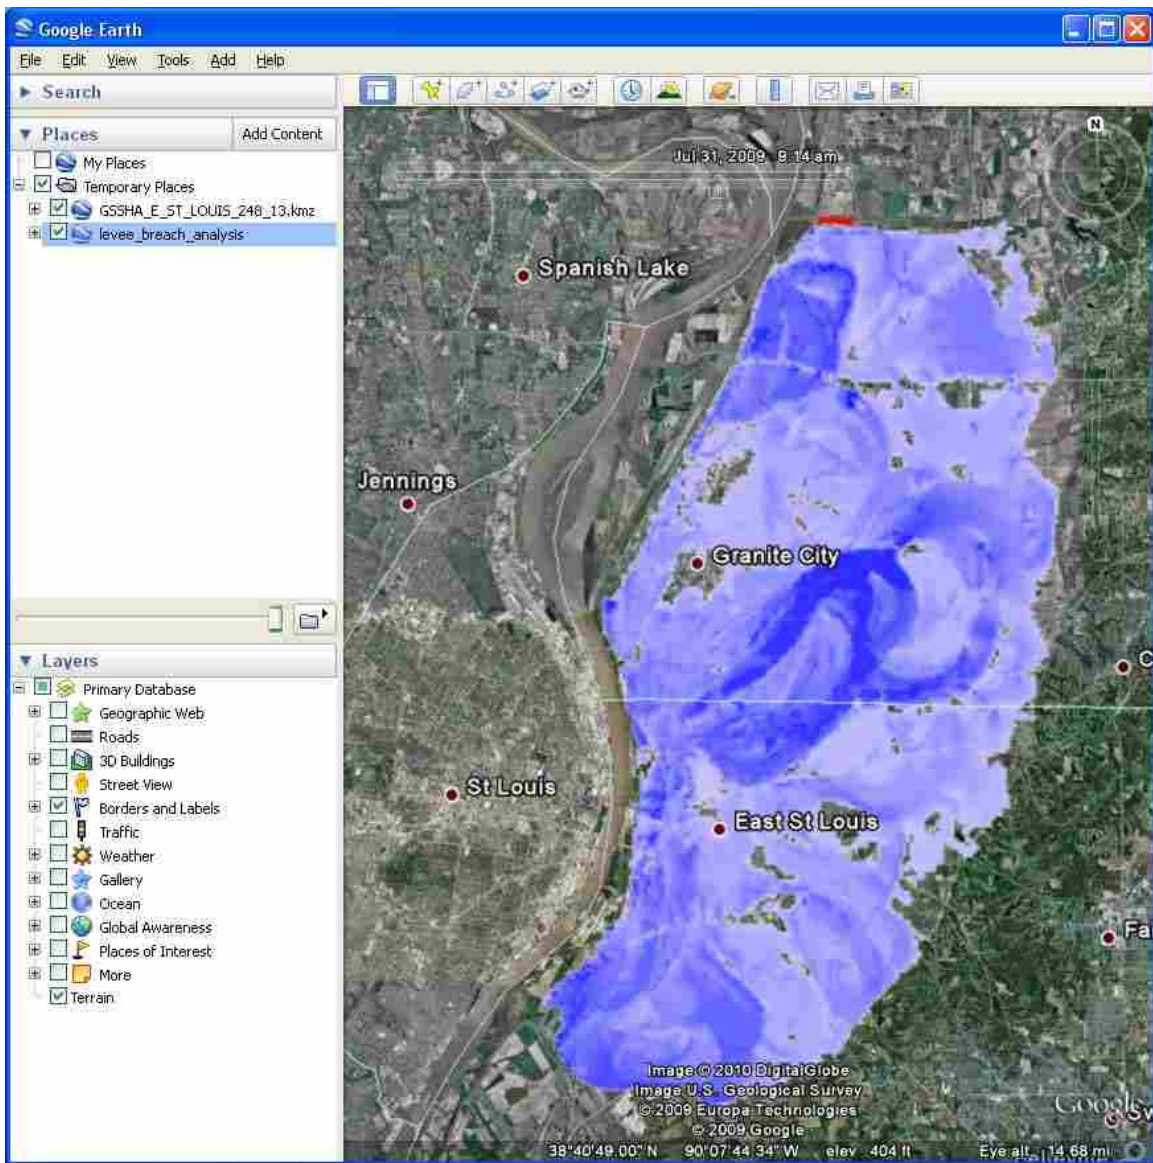 Google Earth
File Edit View Tools Add Help
Search
Places Add Content
My Places
Temporary Places
GSSHA_E_ST_LOUIS_248_13.kmz
levee_breach_analysis
Layers
Primary Database
Geographic Web
Roads
3D Buildings
Street View
Borders and Labels
Traffic
Weather
Gallery
Ocean
Global Awareness
Places of Interest
More
Terrain
N
Jul 31, 2009 9:14 am
Spanish Lake
Jennings
Granite City
C
St Louis
East St Louis
Fa
Image © 2010 DigitalGlobe
Image U.S. Geological Survey
© 2009 Europa Technologies
© 2009 Google
Google
Sw
38°40'49.00" N 90°07'44.34" W elev 404 ft Eye alt 14.68 mi